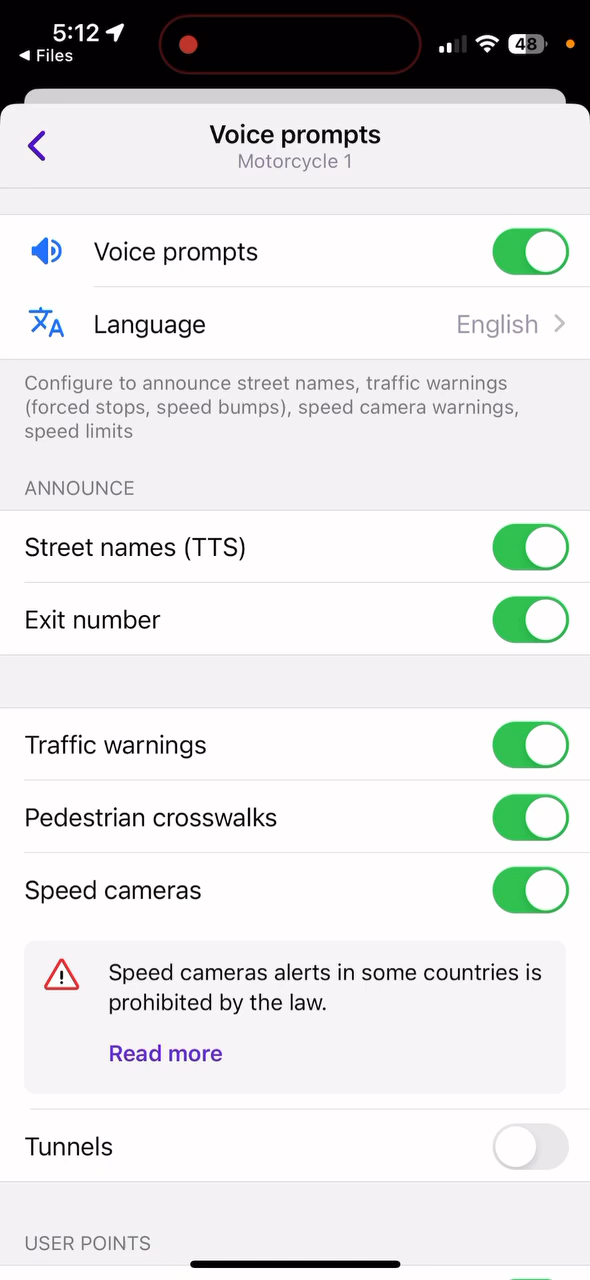 5:12
48
◀ Files
Voice prompts
Motorcycle 1
Voice prompts
Language English
Configure to announce street names, traffic warnings
(forced stops, speed bumps), speed camera warnings,
speed limits
ANNOUNCE
Street names (TTS)
Exit number
Traffic warnings
Pedestrian crosswalks
Speed cameras
Speed cameras alerts in some countries is
prohibited by the law.
Read more
Tunnels
USER POINTS